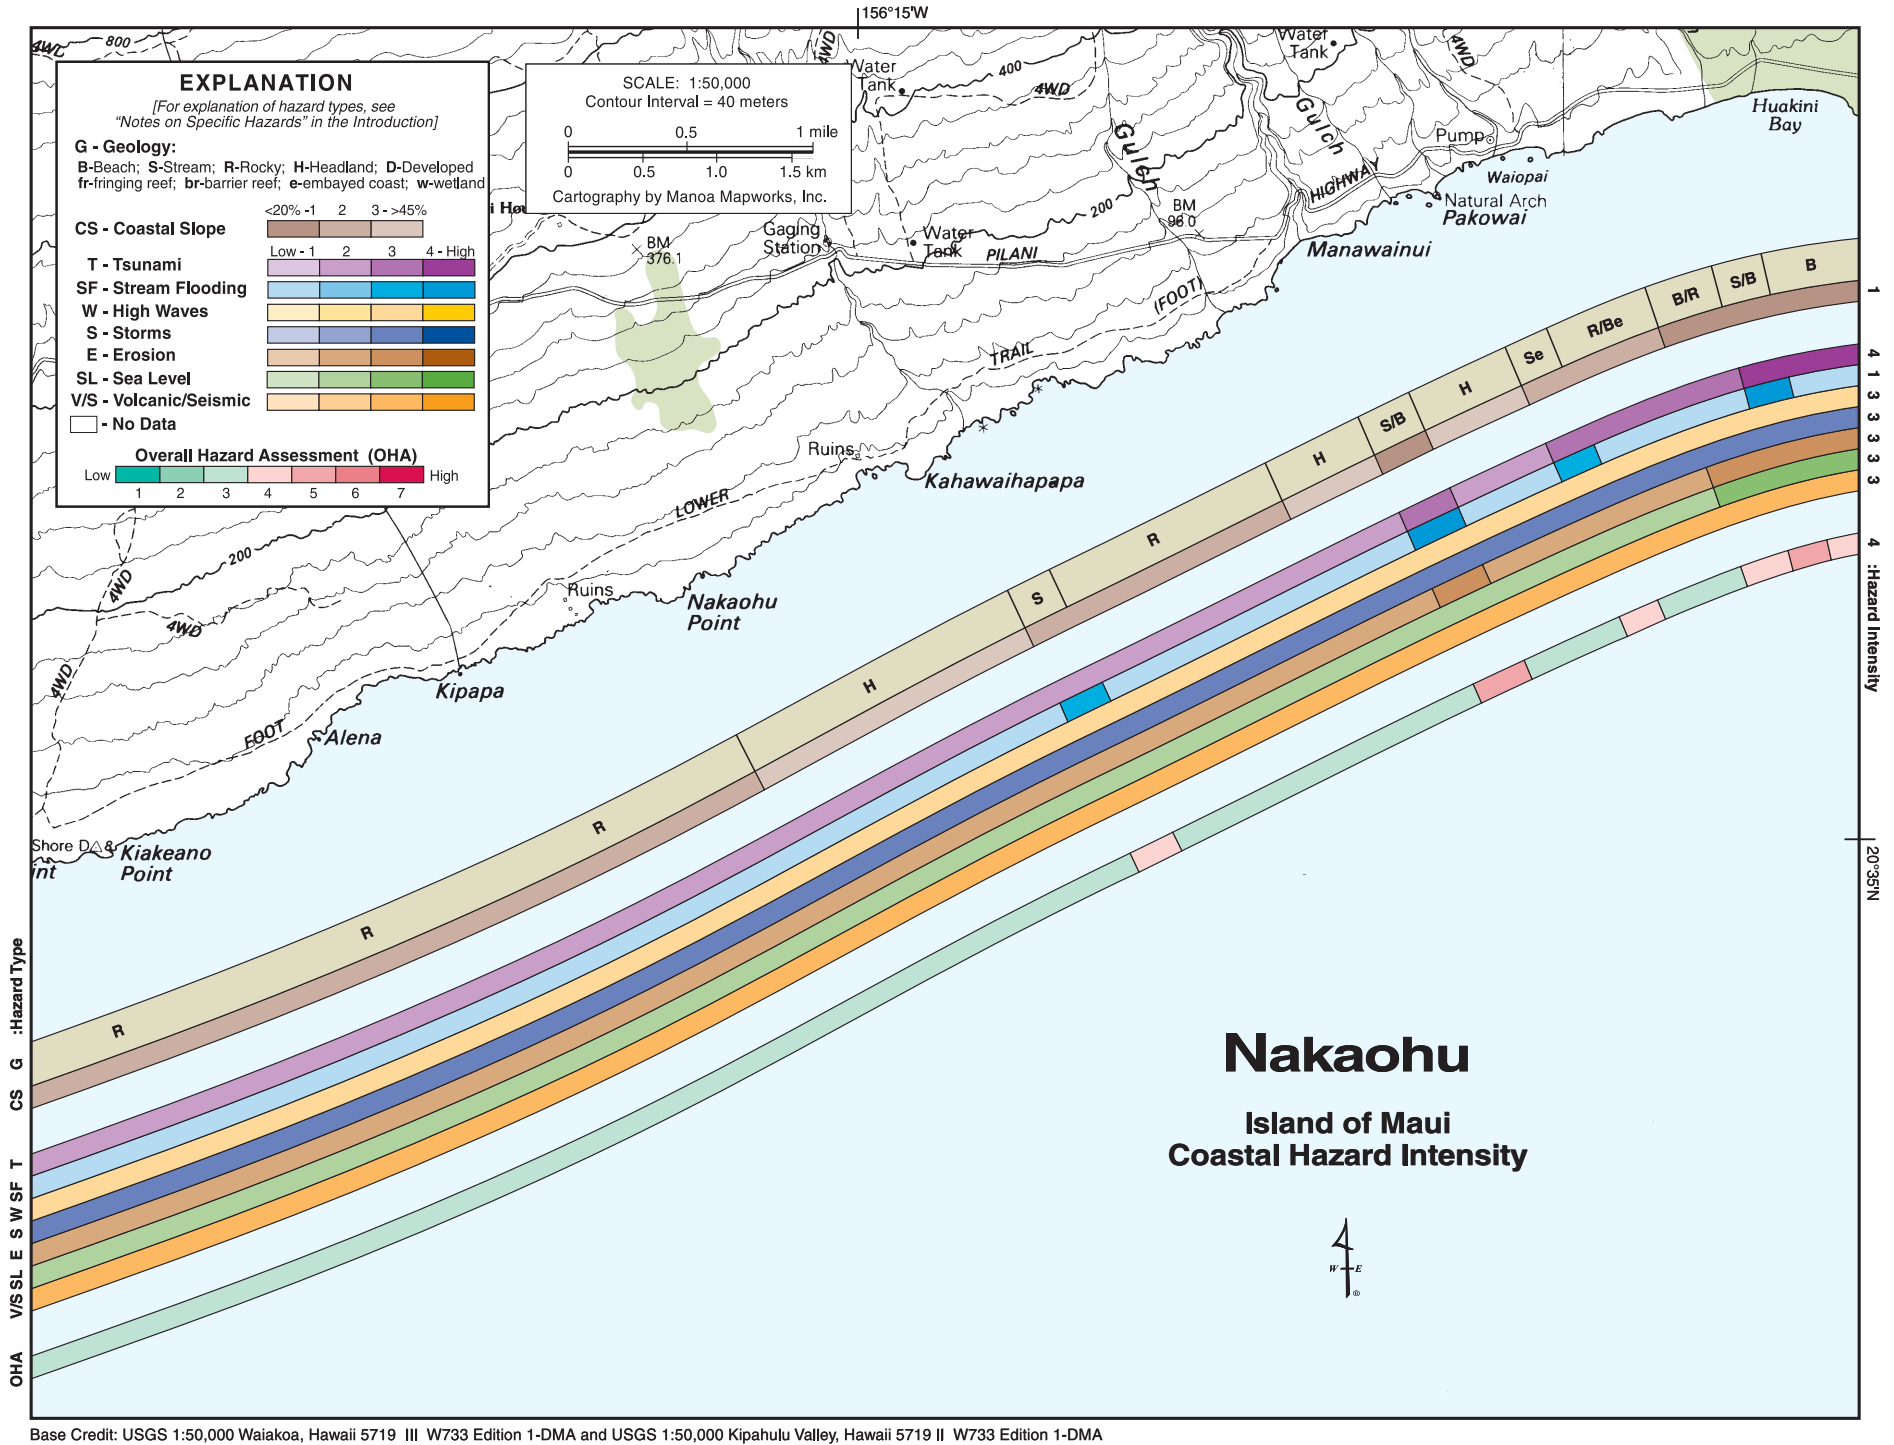 156°15'W
4WD
800
4WD
Water
Tank
400
4WD
Water
Tank
4WD
Huakini
Bay
EXPLANATION
[For explanation of hazard types, see
"Notes on Specific Hazards" in the Introduction]
G - Geology:
B-Beach; S-Stream; R-Rocky; H-Headland; D-Developed
fr-fringing reef; br-barrier reef; e-embayed coast; w-wetland
<20% -1 2 3 - >45%
CS - Coastal Slope
Low - 1 2 3 4 - High
T - Tsunami
SF - Stream Flooding
W - High Waves
S - Storms
E - Erosion
SL - Sea Level
V/S - Volcanic/Seismic
- No Data
Overall Hazard Assessment (OHA)
Low High
1 2 3 4 5 6 7
SCALE: 1:50,000
Contour Interval = 40 meters
0 0.5 1 mile
0 0.5 1.0 1.5 km
Cartography by Manoa Mapworks, Inc.
Gulch
Gulch
Pump
HIGHWAY
Waiopai
Natural Arch
Pakowai
BM
96.0
200
Manawainui
BM
376.1
Gaging
Station
Water
Tank
PILANI
(FOOT)
TRAIL
Ruins
LOWER
Kahawaihapapa
200
4WD
4WD
4WD
Ruins
Nakaohu
Point
Kipapa
FOOT
Alena
Shore D 8
Kiakeano
Point
int
R R R H S R H S/B H Se R/Be B/R S/B B
1
4
1
3
3
3
3
3
4
:Hazard Intensity
20°35'N
:Hazard Type
G
CS
T
SF
W
S
E
SL
V/S
OHA
Nakaohu
Island of Maui
Coastal Hazard Intensity
W E
®
Base Credit: USGS 1:50,000 Waiakoa, Hawaii 5719 III W733 Edition 1-DMA and USGS 1:50,000 Kipahulu Valley, Hawaii 5719 II W733 Edition 1-DMA